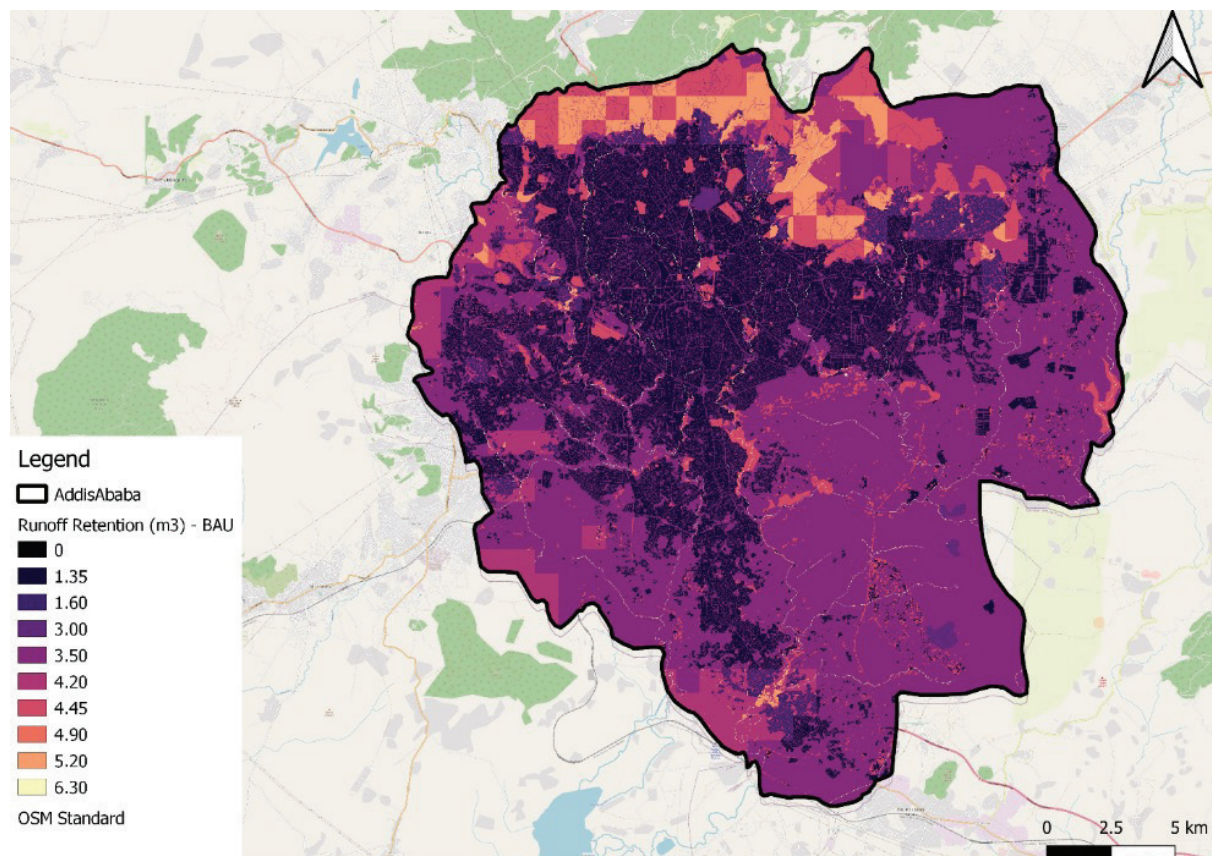 Legend
AddisAbaba
Runoff Retention (m3) - BAU
0
1.35
1.60
3.00
3.50
4.20
4.45
4.90
5.20
6.30
OSM Standard
0 2.5 5 km